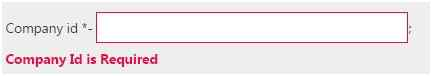 Company id *- ;
Company Id is Required